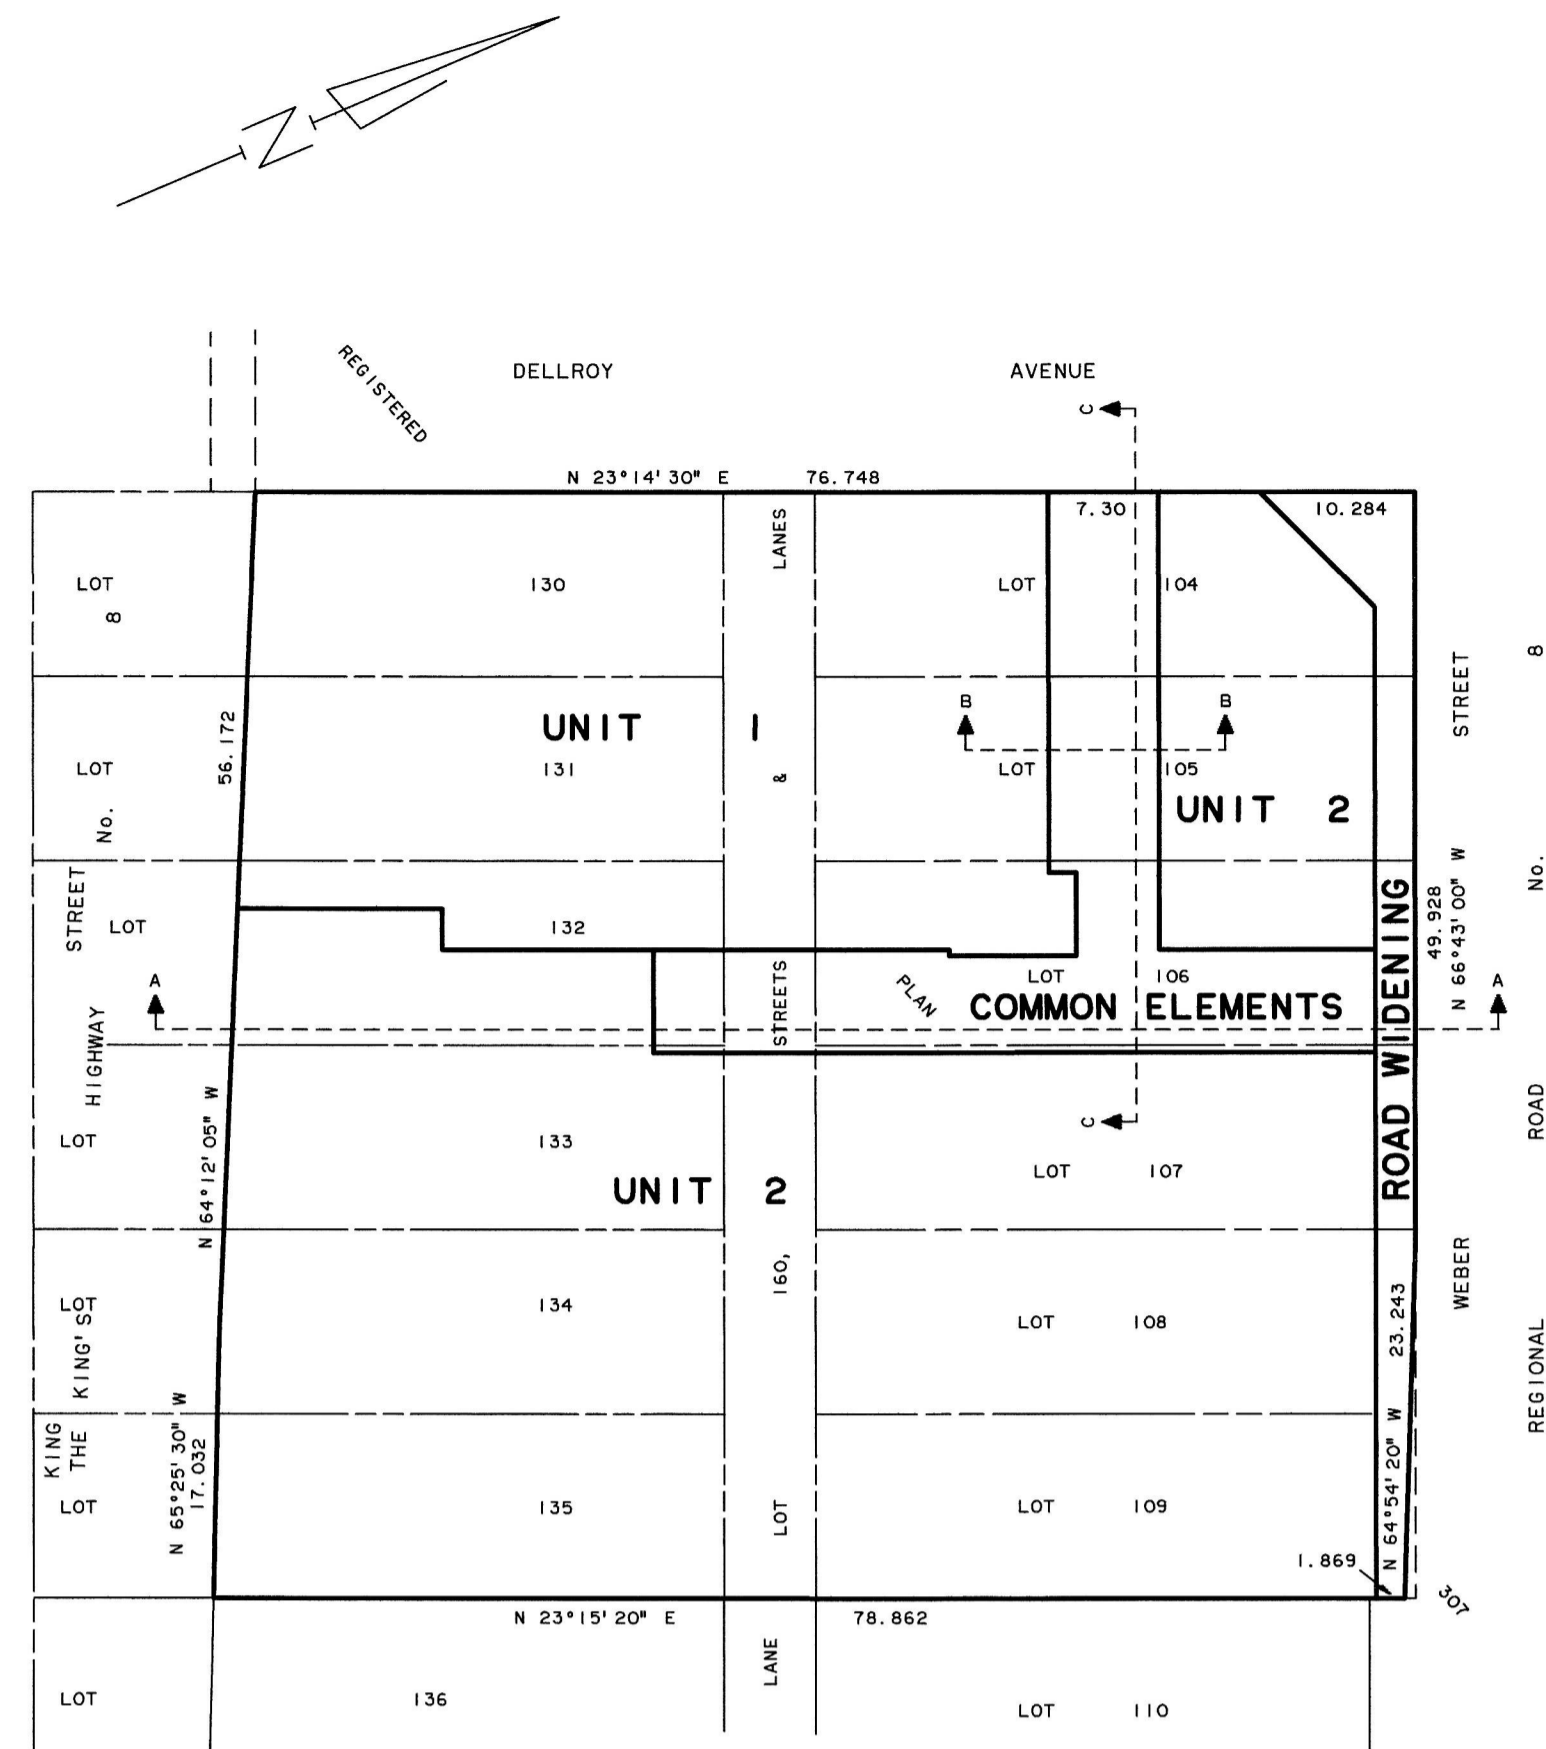 N
REGISTERED
DELLROY AVENUE
C
N 23°14'30" E 76.748
7.30
10.284
LANES
LOT 130
LOT 104
8
No.
STREET
HIGHWAY
KING'S
THE
KING
STREET
WEBER
8
No.
ROAD
REGIONAL
B B
UNIT 1
56.172
LOT 131
&
LOT 105
UNIT 2
49.928
N 66°43'00" W
ROAD WIDENING
LOT 132
STREETS
PLAN
LOT 106
A A
COMMON ELEMENTS
N 64°12'05" W
C
LOT 133
LOT 107
UNIT 2
160,
LOT 134
LOT 108
23.243
N 64°54'20" W
N 65°25'30" W
17.032
LOT 135
LOT
LOT 109
1.869
307
N 23°15'20" E 78.862
LANE
LOT 136
LOT 110